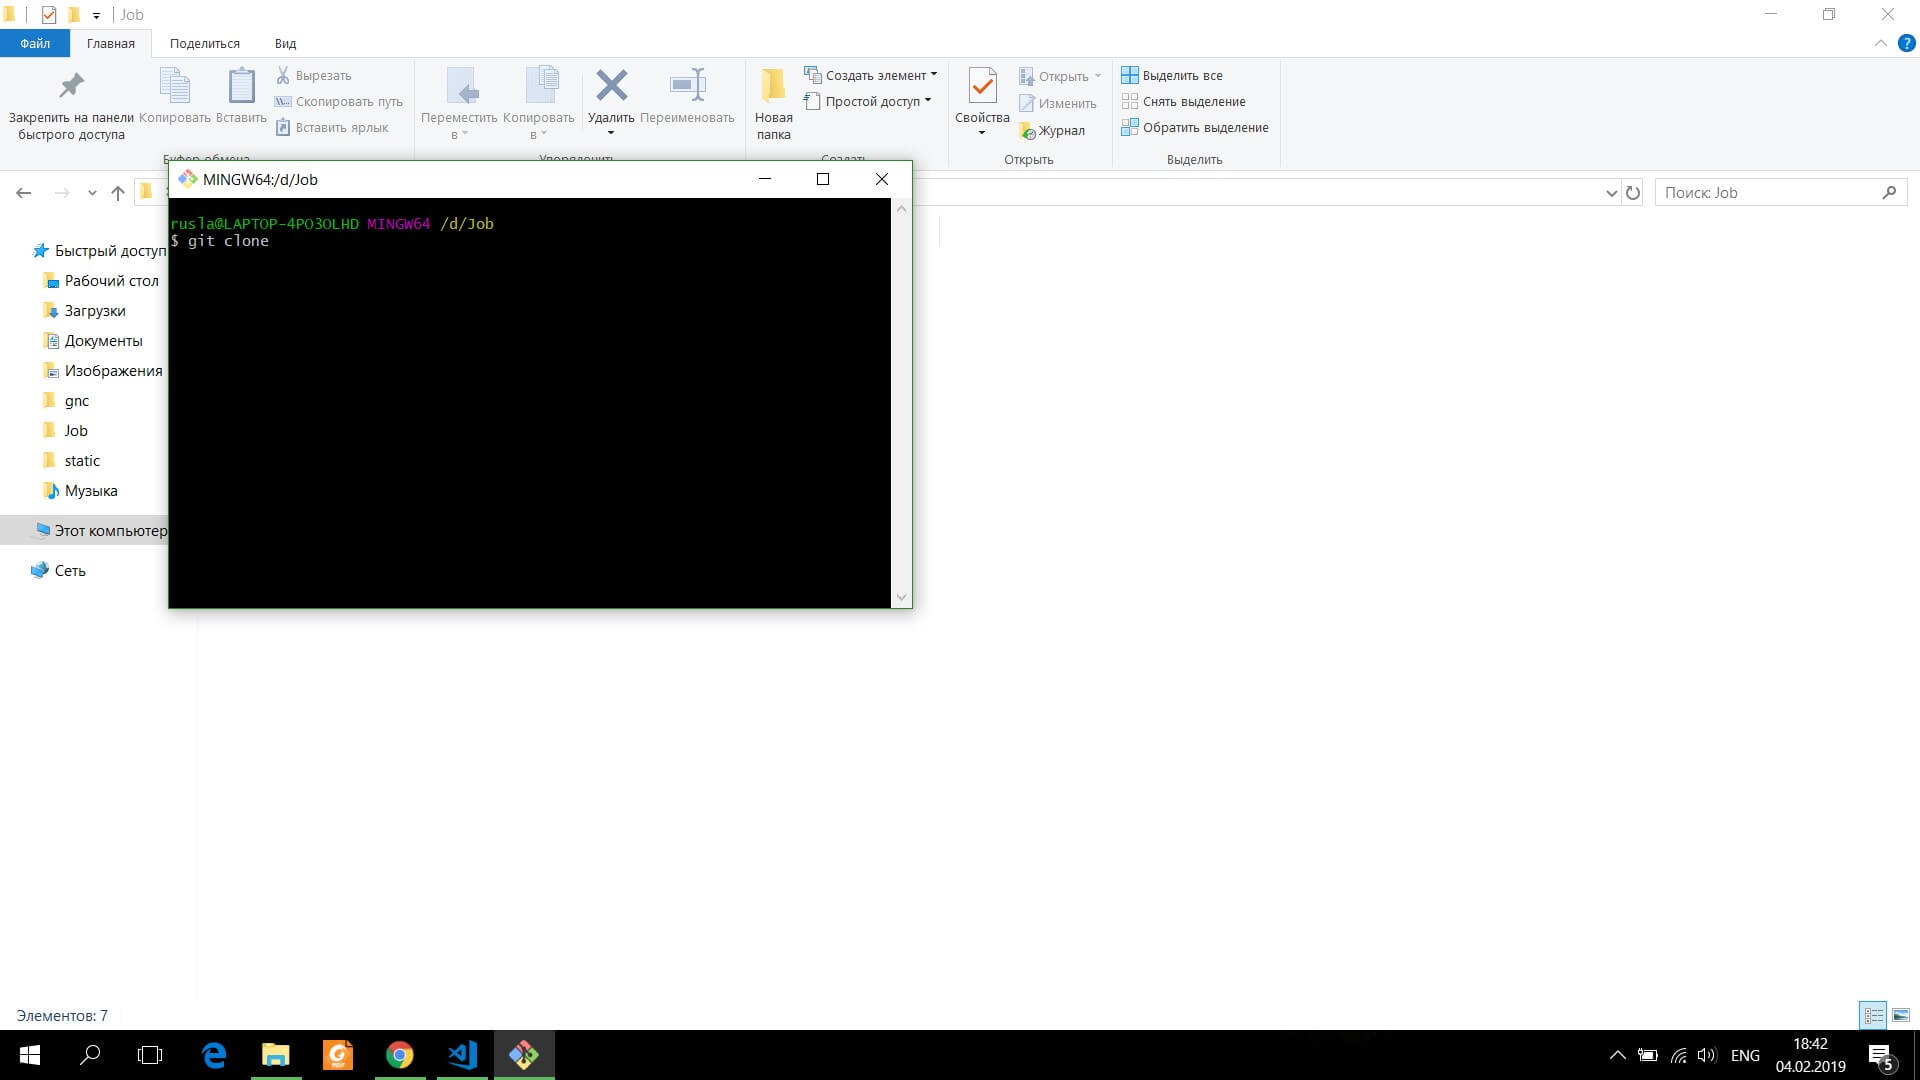 Job
Файл
Главная
Поделиться
Вид
Закрепить на панели
быстрого доступа
Копировать
Вставить
Вырезать
Скопировать путь
Вставить ярлык
Буфер обмена
Переместить
в
Копировать
в
Удалить
Переименовать
Упорядочить
Новая
папка
Создать элемент
Простой доступ
Создать
Свойства
Открыть
Изменить
Журнал
Открыть
Выделить все
Снять выделение
Обратить выделение
Выделить
MINGW64:/d/Job
Поиск: Job
rusla@LAPTOP-4PO3OLHD MINGW64 /d/Job
$ git clone
Быстрый доступ
Рабочий стол
Загрузки
Документы
Изображения
gnc
Job
static
Музыка
Этот компьютер
Сеть
Элементов: 7
ENG
18:42
04.02.2019
5